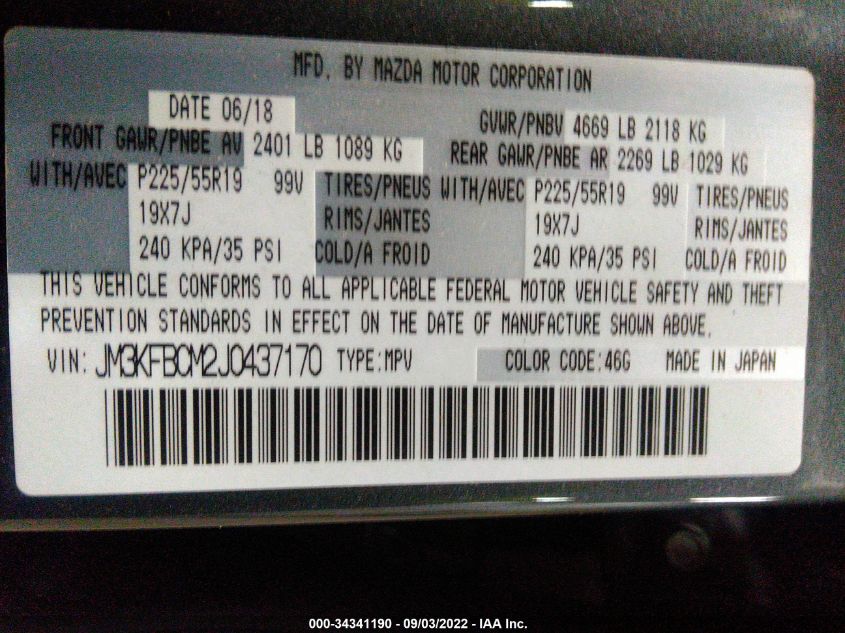 MFD. BY MAZDA MOTOR CORPORATION
DATE 06/18 GVWR/PNBV 4669 LB 2118 KG
FRONT GAWR/PNBE AV 2401 LB 1089 KG REAR GAWR/PNBE AR 2269 LB 1029 KG
WITH/AVEC P225/55R19 99V TIRES/PNEUS WITH/AVEC P225/55R19 99V TIRES/PNEUS
19X7J RIMS/JANTES 19X7J RIMS/JANTES
240 KPA/35 PSI COLD/A FROID 240 KPA/35 PSI COLD/A FROID
THIS VEHICLE CONFORMS TO ALL APPLICABLE FEDERAL MOTOR VEHICLE SAFETY AND THEFT
PREVENTION STANDARDS IN EFFECT ON THE DATE OF MANUFACTURE SHOWN ABOVE.
VIN: JM3KFBCM2J0437170 TYPE:MPV COLOR CODE:46G MADE IN JAPAN
000-34341190 - 09/03/2022 - IAA Inc.